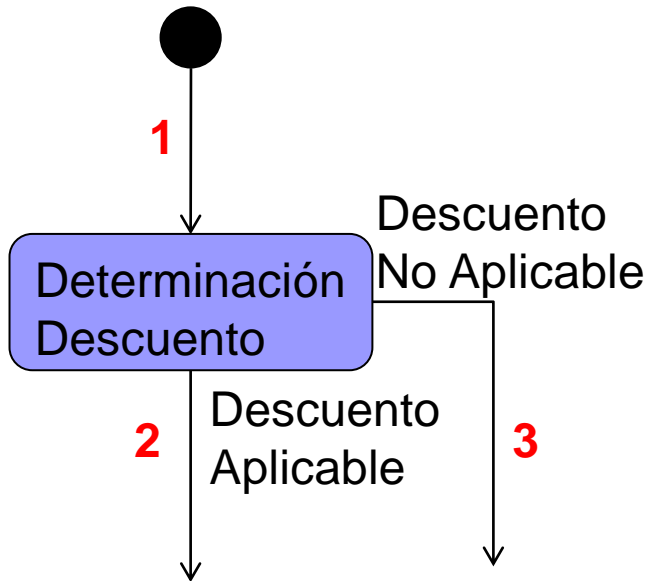 1
Descuento
No Aplicable
Determinación
Descuento
Descuento
Aplicable
2
3